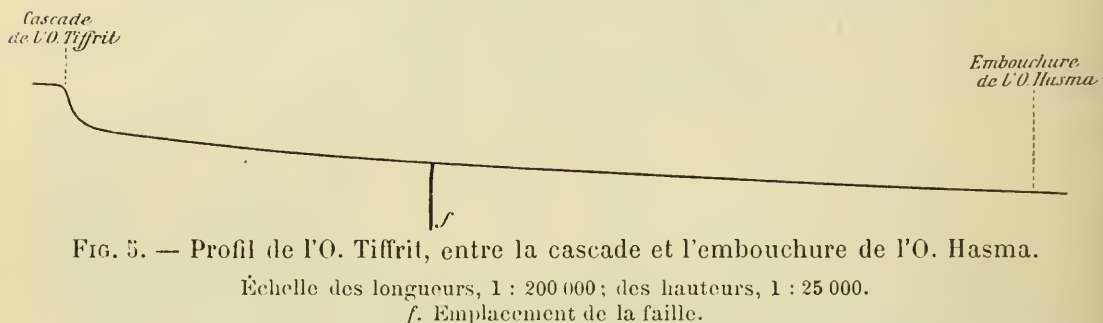 Cascade
de l'O. Tiffrit
Embouchure
de l'O. Hasma
f
FIG. 5. — Profil de l'O. Tiffrit, entre la cascade et l'embouchure de l'O. Hasma.
Échelle des longueurs, 1 : 200 000 ; des hauteurs, 1 : 25 000.
f. Emplacement de la faille.